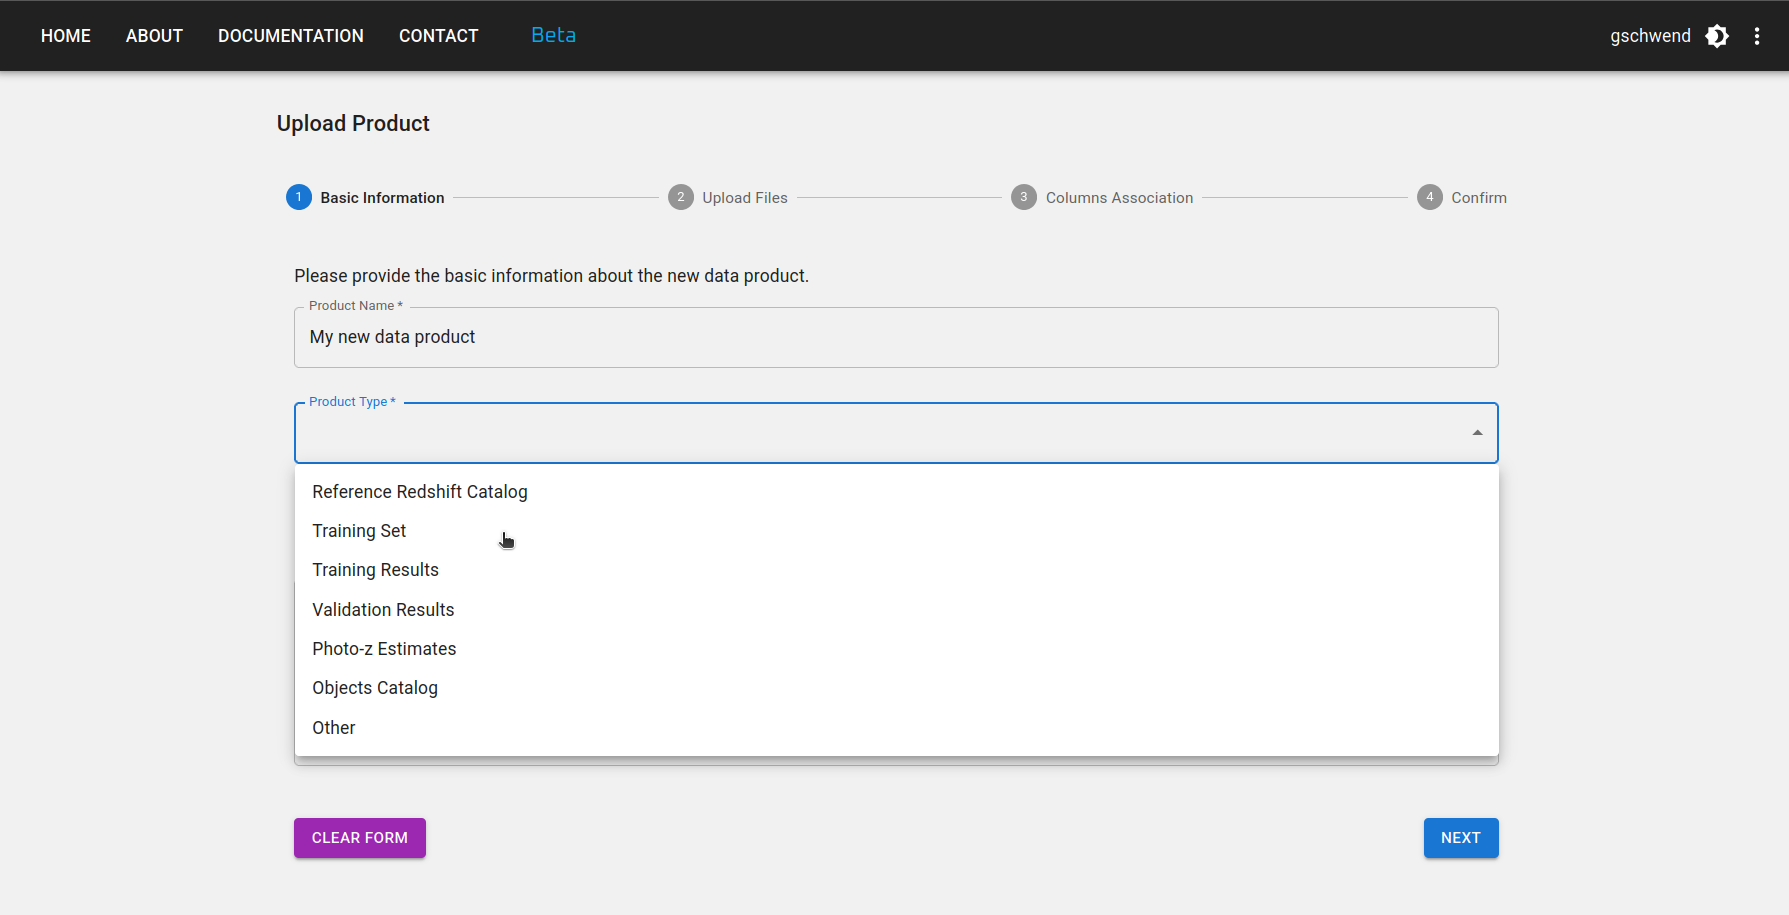 HOME ABOUT DOCUMENTATION CONTACT Beta gschwend
Upload Product
1 Basic Information 2 Upload Files 3 Columns Association 4 Confirm
Please provide the basic information about the new data product.
Product Name *
My new data product
Product Type *
Reference Redshift Catalog
Training Set
Training Results
Validation Results
Photo-z Estimates
Objects Catalog
Other
CLEAR FORM NEXT